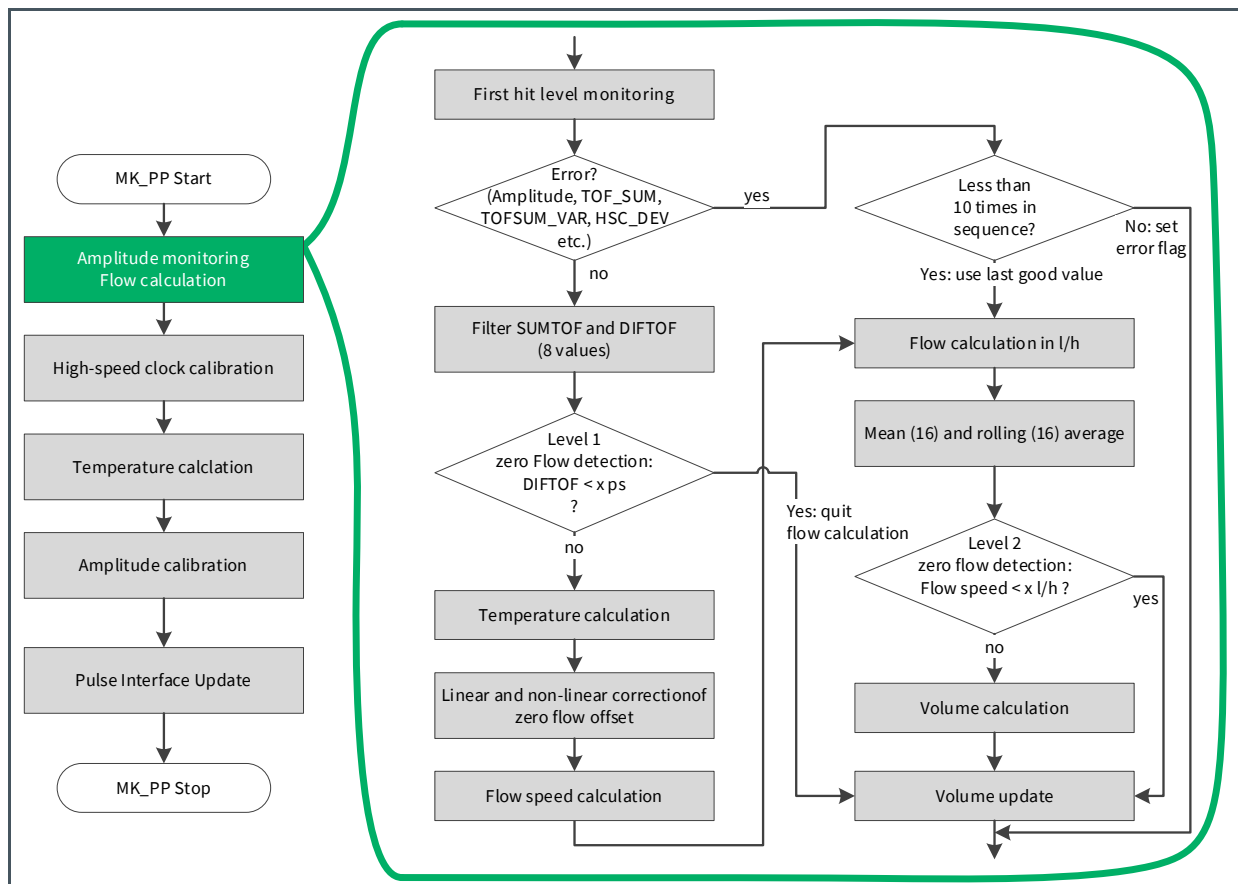 MK_PP Start
Amplitude monitoring
Flow calculation
High-speed clock calibration
Temperature calclation
Amplitude calibration
Pulse Interface Update
MK_PP Stop
First hit level monitoring
Error?
(Amplitude, TOF_SUM,
TOFSUM_VAR, HSC_DEV
etc.)
yes
no
Filter SUMTOF and DIFTOF
(8 values)
Level 1
zero Flow detection:
DIFTOF < x ps
?
Yes: quit
flow calculation
no
Temperature calculation
Linear and non-linear correctionof
zero flow offset
Flow speed calculation
Less than
10 times in
sequence?
No: set
error flag
Yes: use last good value
Flow calculation in l/h
Mean (16) and rolling (16) average
Level 2
zero flow detection:
Flow speed < x l/h ?
yes
no
Volume calculation
Volume update